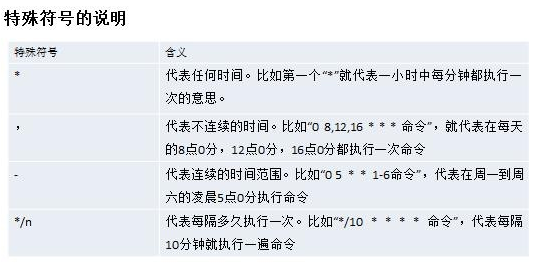 特殊符号的说明
特殊符号 含义
* 代表任何时间。比如第一个“*”就代表一小时中每分钟都执行一
次的意思。
， 代表不连续的时间。比如“0 8,12,16 * * * 命令”，就代表在每天
的8点0分，12点0分，16点0分都执行一次命令
- 代表连续的时间范围。比如“0 5 * * 1-6命令”，代表在周一到周
六的凌晨5点0分执行命令
*/n 代表每隔多久执行一次。比如“*/10 * * * * 命令”，代表每隔
10分钟就执行一遍命令